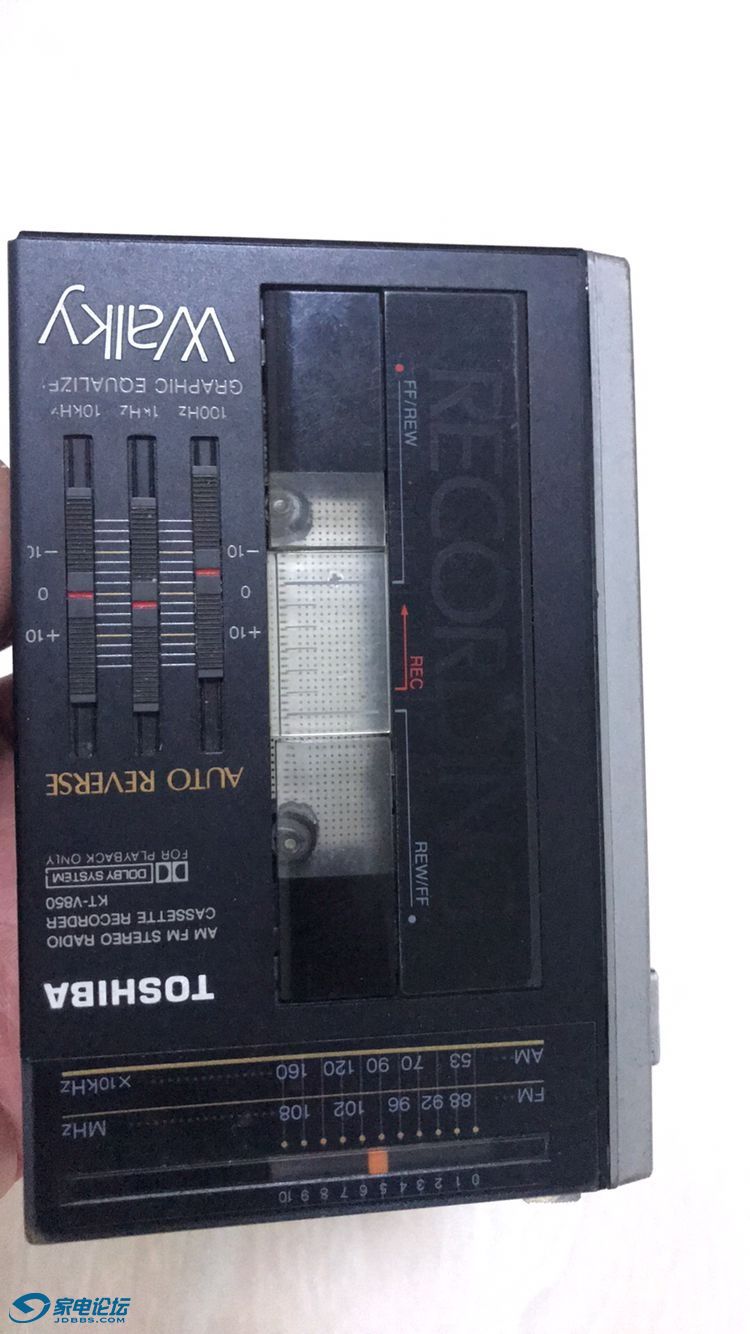 0 1 2 3 4 5 6 7 8 9 10
FM 88 92 96 102 108 MHz
AM 53 70 90 120 160 ×10kHz
TOSHIBA
AM FM STEREO RADIO
CASSETTE RECORDER
KT-V850
DOLBY SYSTEM
FOR PLAYBACK ONLY
AUTO REVERSE
+10 +10
0 0
-10 -10
100Hz 1kHz 10kHz
GRAPHIC EQUALIZE
Walky
FF/REW
REC
REW/FF
RECORDIN
家电论坛
JDBBS.COM